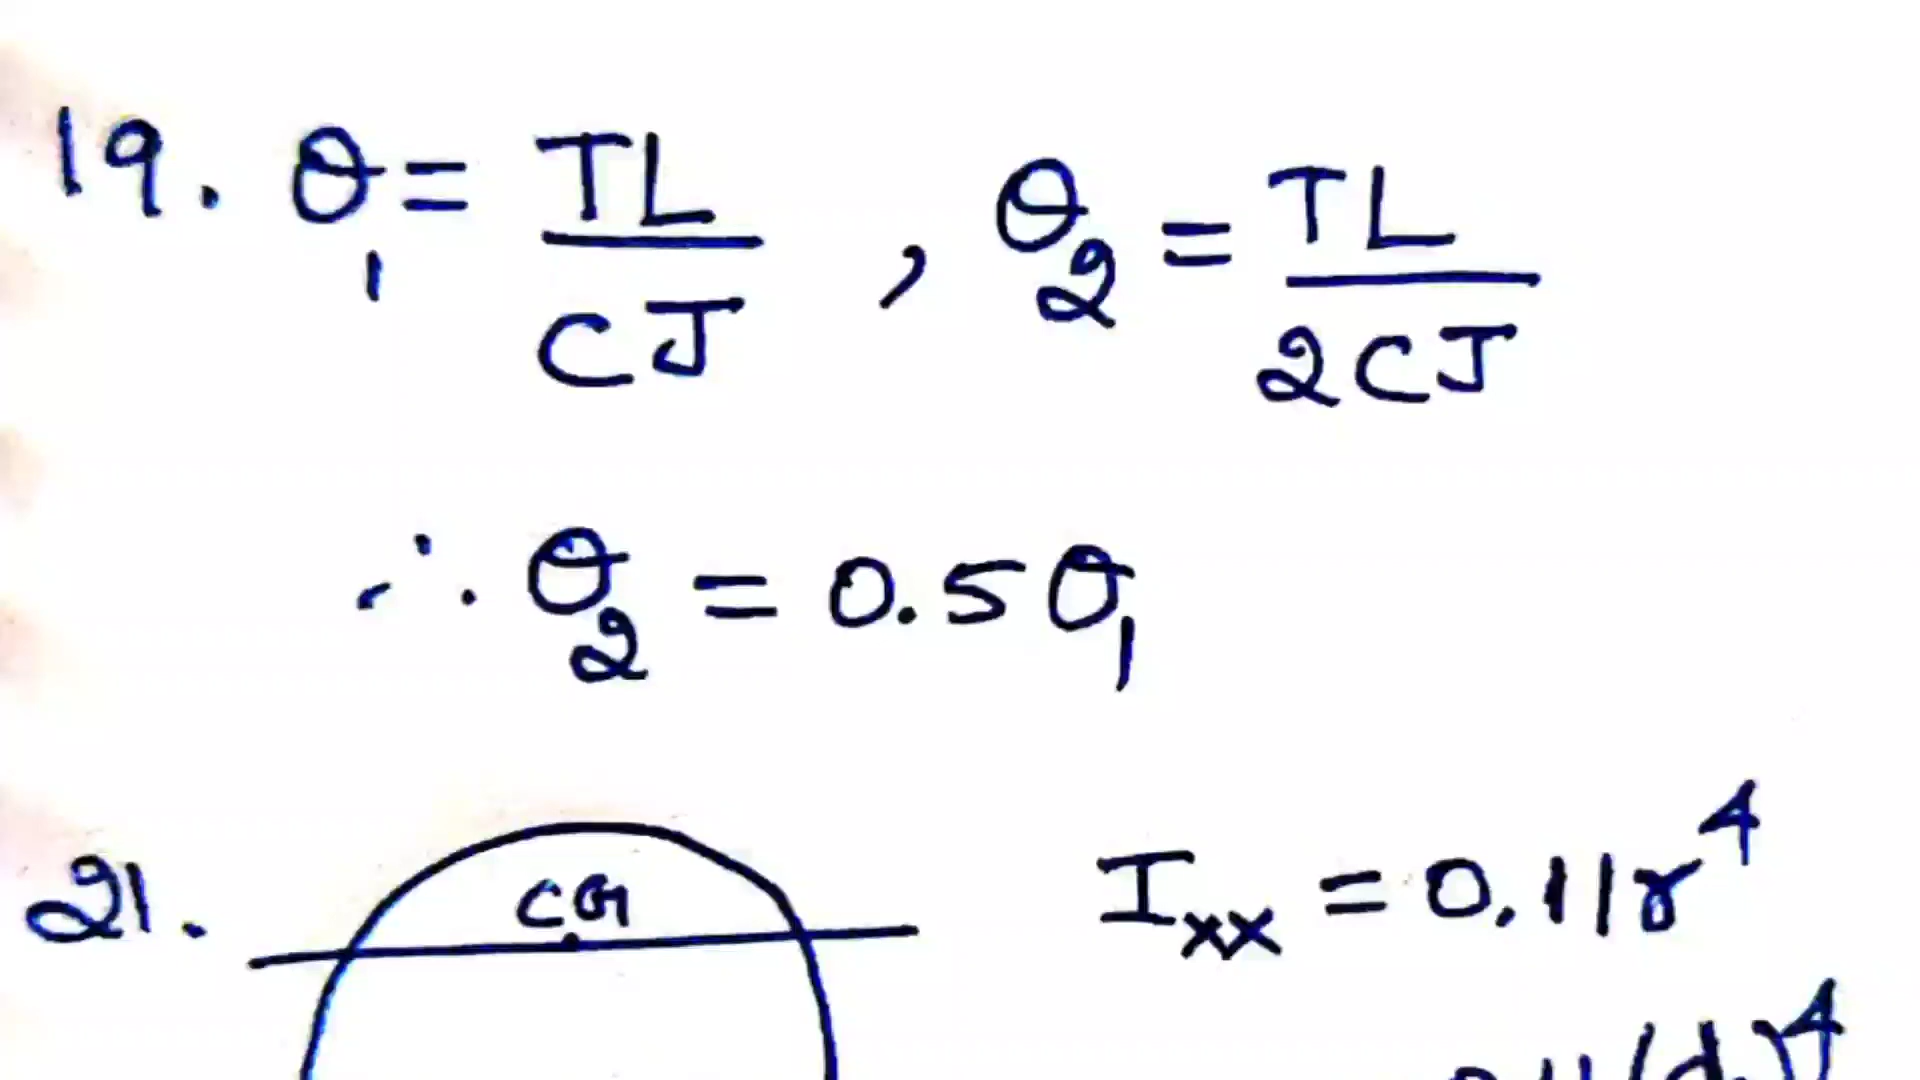 19. θ₁ = TL/CJ , θ₂ = TL/2CJ
∴ θ₂ = 0.5θ₁
21. CG Ixx = 0.11r⁴